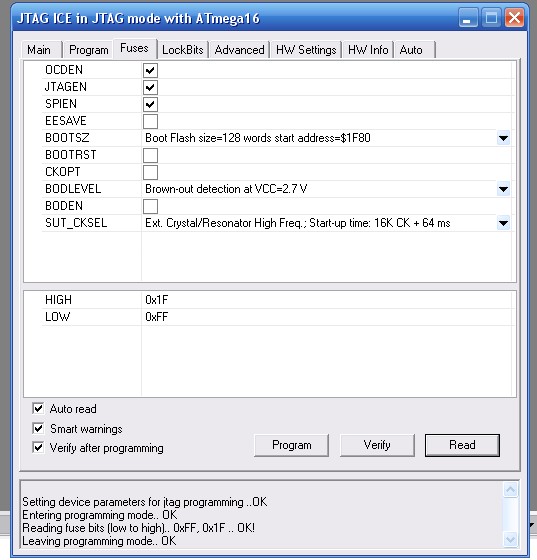 JTAG ICE in JTAG mode with ATmega16
Main Program Fuses LockBits Advanced HW Settings HW Info Auto
OCDEN
JTAGEN
SPIEN
EESAVE
BOOTSZ Boot Flash size=128 words start address=$1F80
BOOTRST
CKOPT
BODLEVEL Brown-out detection at VCC=2.7 V
BODEN
SUT_CKSEL Ext. Crystal/Resonator High Freq.; Start-up time: 16K CK + 64 ms
HIGH 0x1F
LOW 0xFF
Auto read
Smart warnings
Verify after programming
Program Verify Read
Setting device parameters for jtag programming ..OK
Entering programming mode.. OK
Reading fuse bits (low to high).. 0xFF, 0x1F .. OK!
Leaving programming mode.. OK